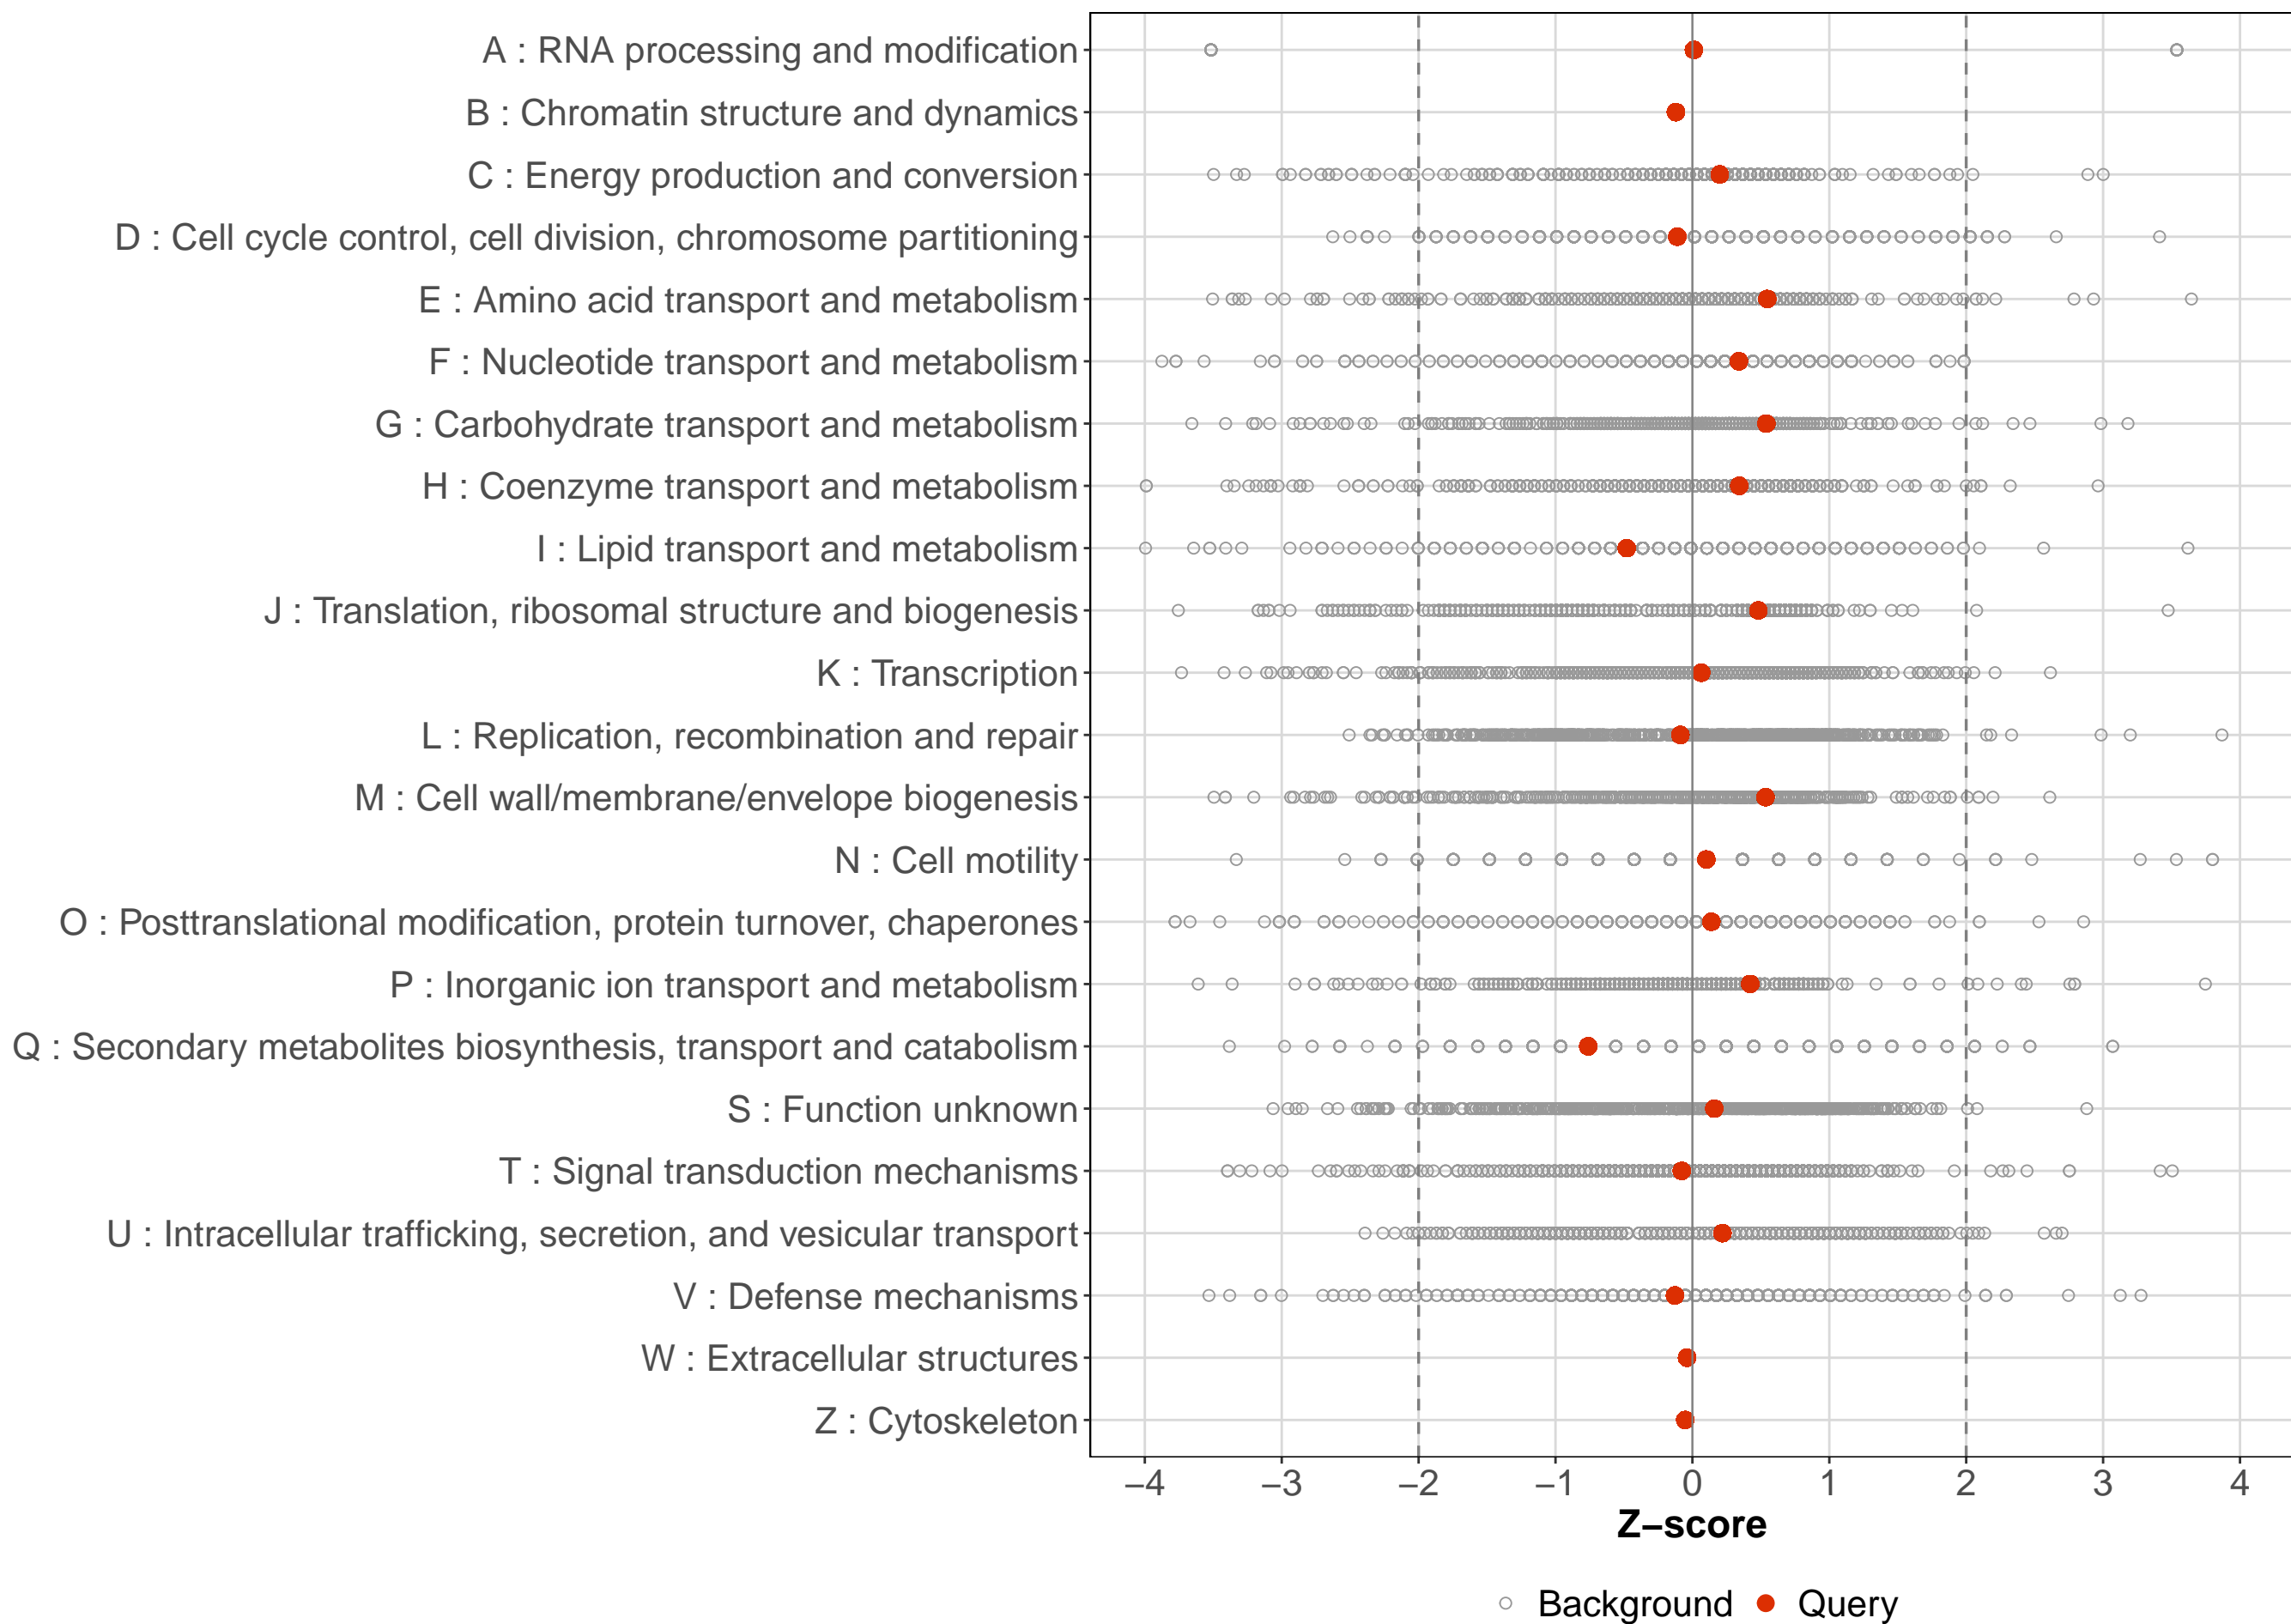 A : RNA processing and modification
B : Chromatin structure and dynamics
C : Energy production and conversion
D : Cell cycle control, cell division, chromosome partitioning
E : Amino acid transport and metabolism
F : Nucleotide transport and metabolism
G : Carbohydrate transport and metabolism
H : Coenzyme transport and metabolism
I : Lipid transport and metabolism
J : Translation, ribosomal structure and biogenesis
K : Transcription
L : Replication, recombination and repair
M : Cell wall/membrane/envelope biogenesis
N : Cell motility
O : Posttranslational modification, protein turnover, chaperones
P : Inorganic ion transport and metabolism
Q : Secondary metabolites biosynthesis, transport and catabolism
S : Function unknown
T : Signal transduction mechanisms
U : Intracellular trafficking, secretion, and vesicular transport
V : Defense mechanisms
W : Extracellular structures
Z : Cytoskeleton
−4 −3 −2 −1 0 1 2 3 4
Z−score
Background Query